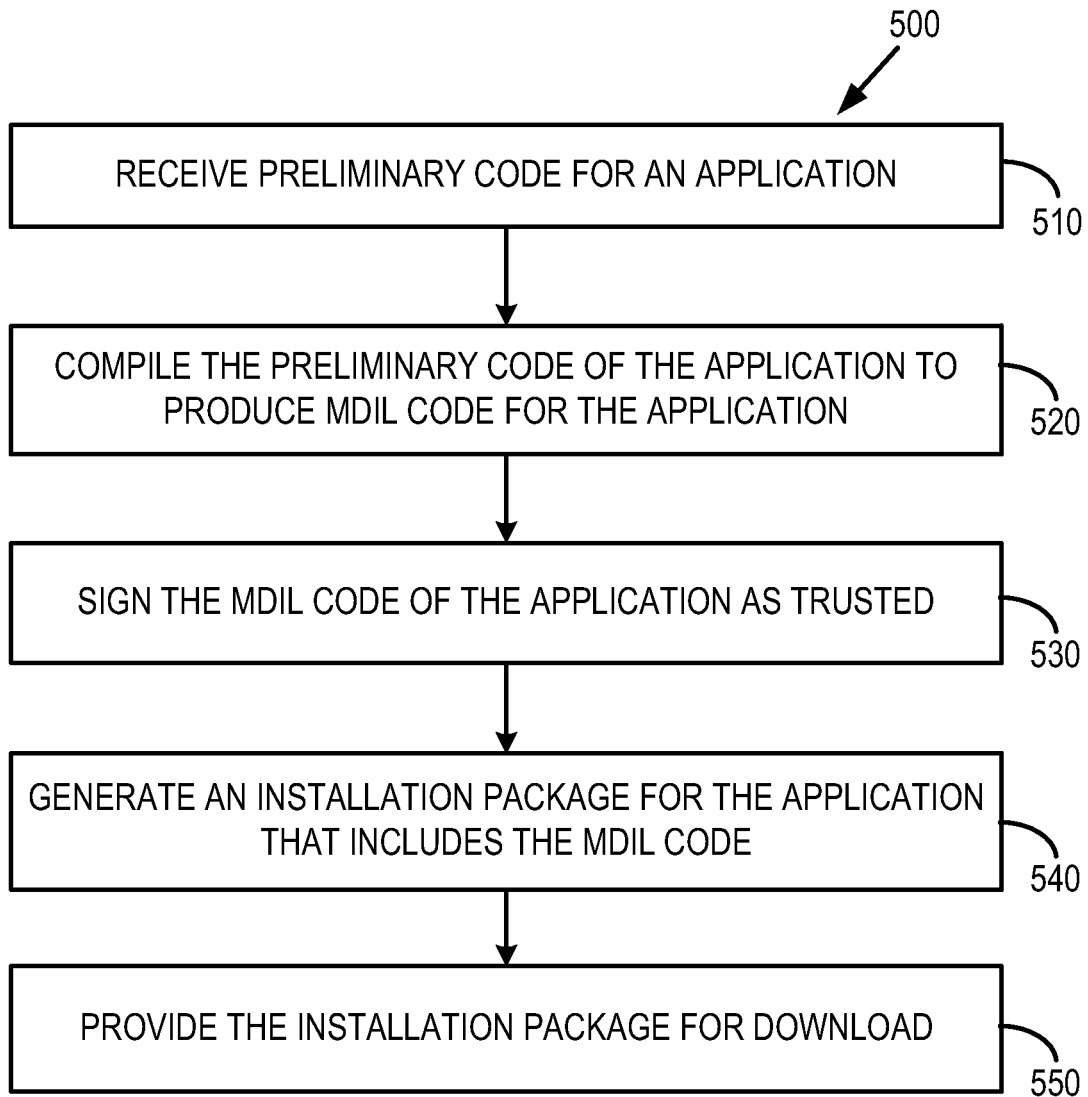 500
RECEIVE PRELIMINARY CODE FOR AN APPLICATION
510
COMPILE THE PRELIMINARY CODE OF THE APPLICATION TO
PRODUCE MDIL CODE FOR THE APPLICATION
520
SIGN THE MDIL CODE OF THE APPLICATION AS TRUSTED
530
GENERATE AN INSTALLATION PACKAGE FOR THE APPLICATION
THAT INCLUDES THE MDIL CODE
540
PROVIDE THE INSTALLATION PACKAGE FOR DOWNLOAD
550